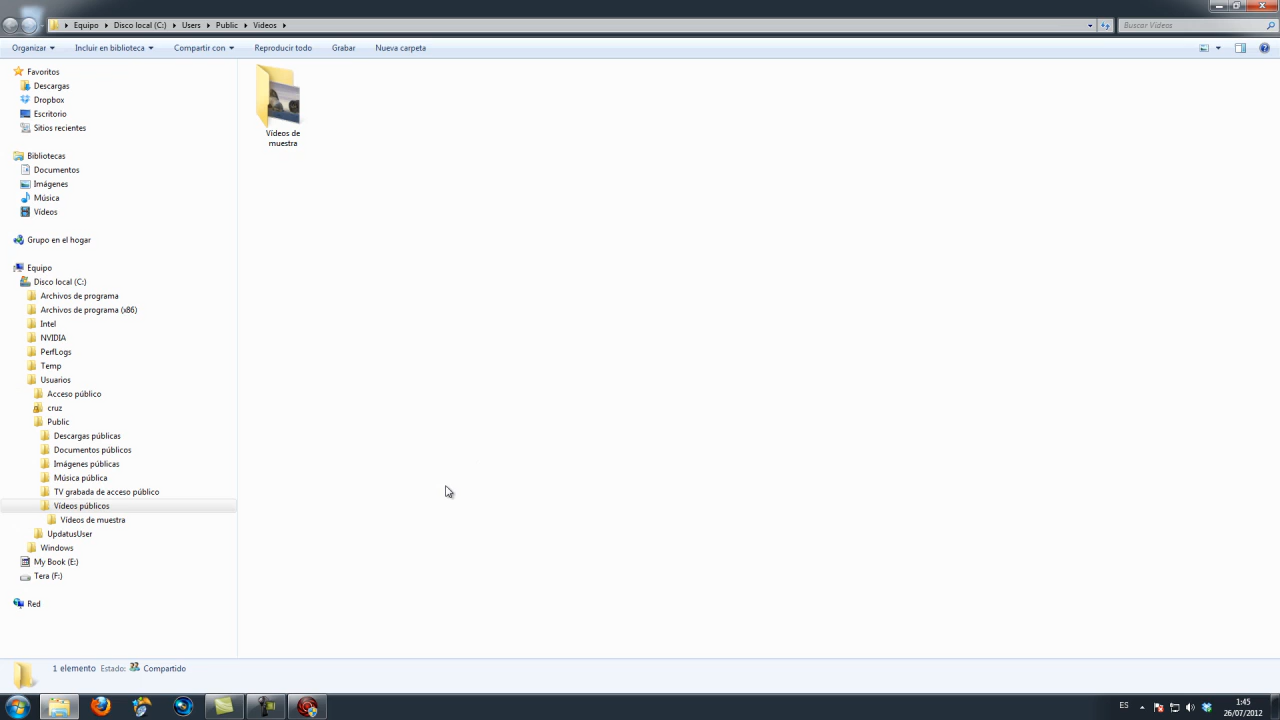 Equipo ▸ Disco local (C:) ▸ Users ▸ Public ▸ Videos ▸
Buscar Videos
Organizar
Incluir en biblioteca
Compartir con
Reproducir todo
Grabar
Nueva carpeta
Favoritos
Descargas
Dropbox
Escritorio
Sitios recientes
Bibliotecas
Documentos
Imágenes
Música
Vídeos
Grupo en el hogar
Equipo
Disco local (C:)
Archivos de programa
Archivos de programa (x86)
Intel
NVIDIA
PerfLogs
Temp
Usuarios
Acceso público
cruz
Public
Descargas públicas
Documentos públicos
Imágenes públicas
Música pública
TV grabada de acceso público
Vídeos públicos
Vídeos de muestra
UpdatusUser
Windows
My Book (E:)
Tera (F:)
Red
Vídeos de
muestra
1 elemento Estado: Compartido
ES
1:45
26/07/2012